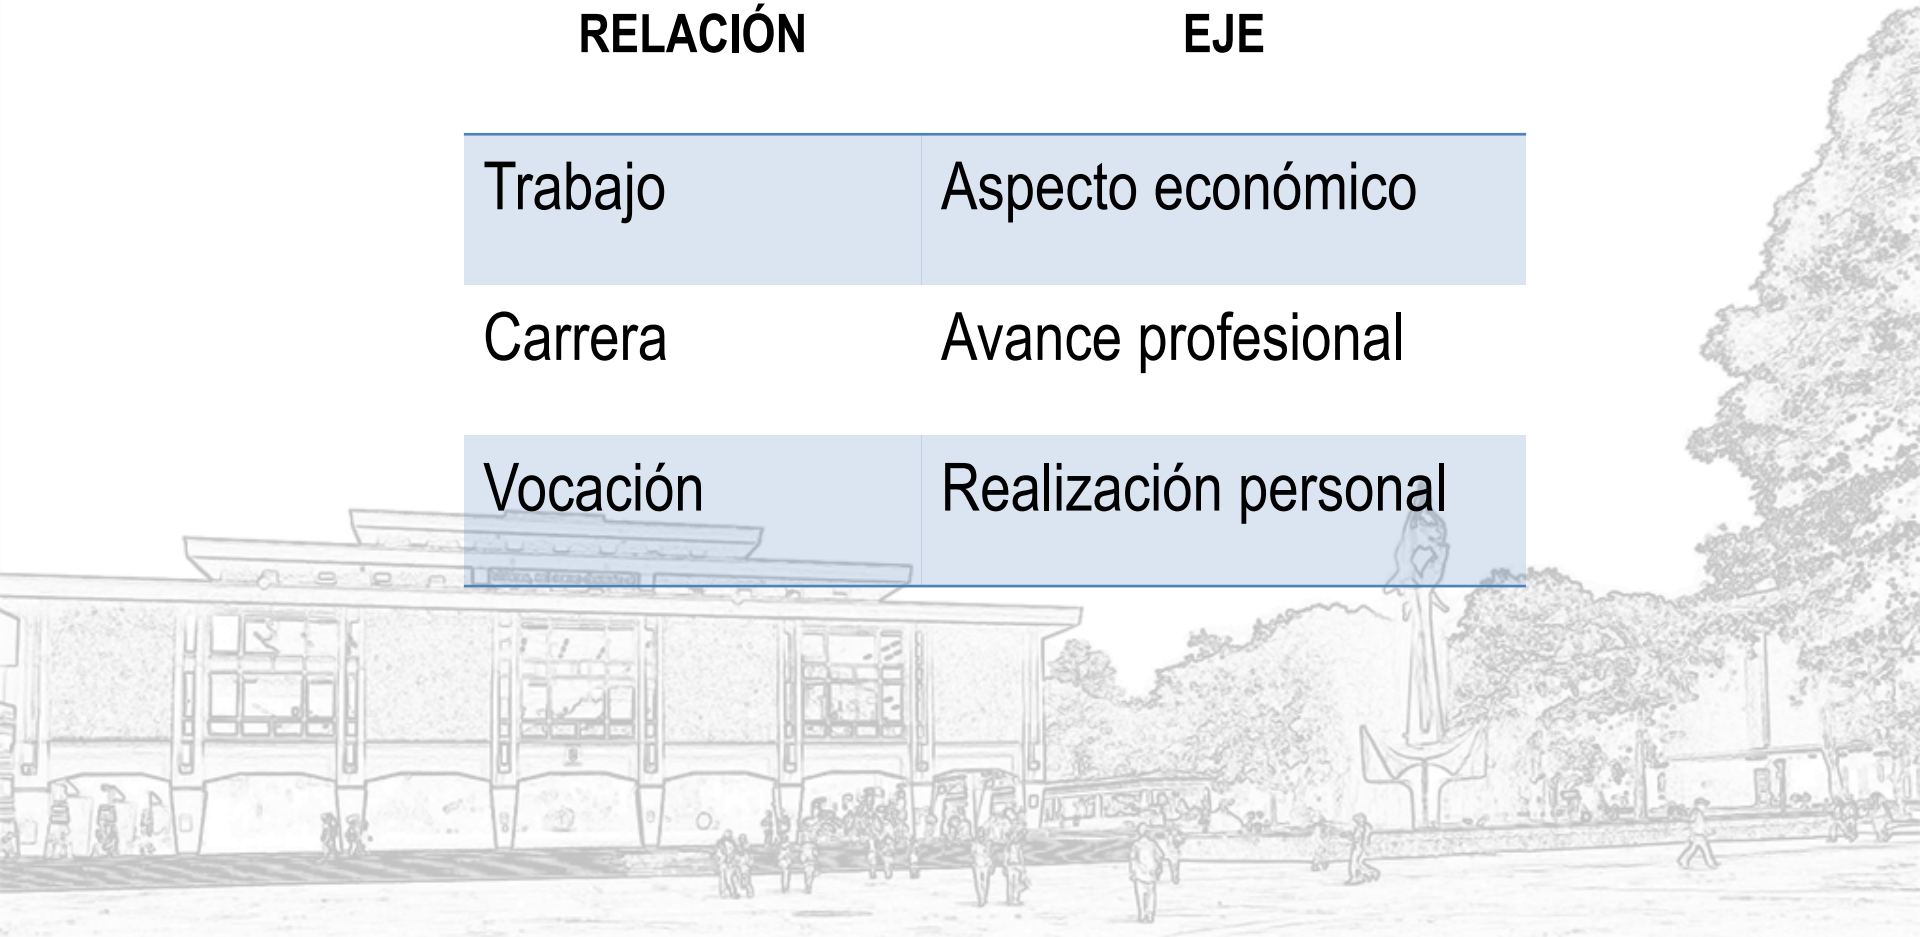 RELACIÓN EJE
Trabajo Aspecto económico
Carrera Avance profesional
Vocación Realización personal